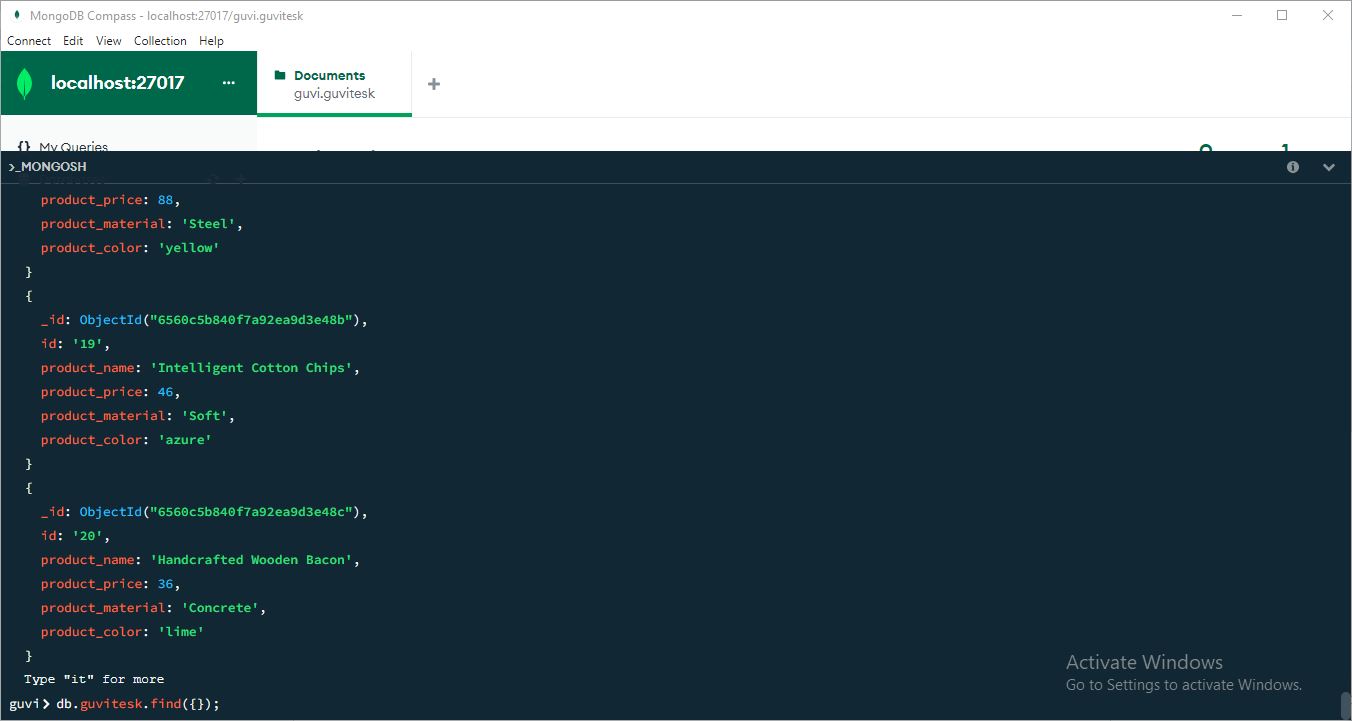 MongoDB Compass - localhost:27017/guvi.guvitesk
Connect Edit View Collection Help
localhost:27017 ...
Documents
guvi.guvitesk
{} My Queries
>_MONGOSH
product_price: 88,
product_material: 'Steel',
product_color: 'yellow'
}
{
_id: ObjectId("6560c5b840f7a92ea9d3e48b"),
id: '19',
product_name: 'Intelligent Cotton Chips',
product_price: 46,
product_material: 'Soft',
product_color: 'azure'
}
{
_id: ObjectId("6560c5b840f7a92ea9d3e48c"),
id: '20',
product_name: 'Handcrafted Wooden Bacon',
product_price: 36,
product_material: 'Concrete',
product_color: 'lime'
}
Type "it" for more
guvi> db.guvitesk.find({});
Activate Windows
Go to Settings to activate Windows.